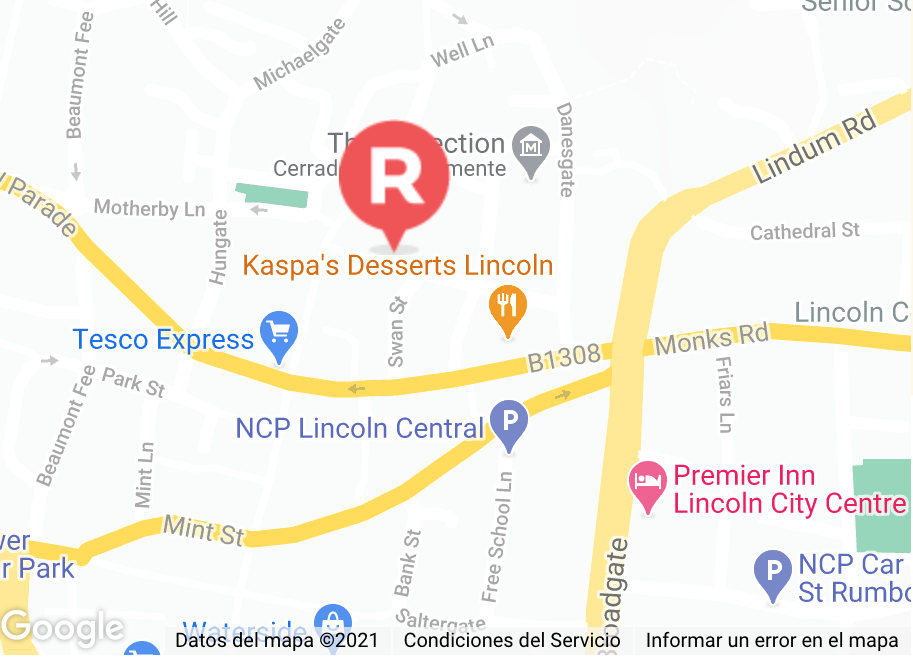 Senior Sc
Hill
Beaumont Fee
Michaelgate
Well Ln
Danesgate
Lindum Rd
R
Cerrad
mente
Parade
Motherby Ln
Hungate
Cathedral St
Kaspa's Desserts Lincoln
Lincoln C
Tesco Express
Swan St
B1308
Monks Rd
Friars Ln
Park St
Beaumont Fee
Mint Ln
NCP Lincoln Central
P
Premier Inn
Lincoln City Centre
Mint St
Free School Ln
Bank St
Broadgate
wer
r Park
P
NCP Car
St Rumbo
Saltergate
Waterside
Google
Datos del mapa ©2021
Condiciones del Servicio
Informar un error en el mapa